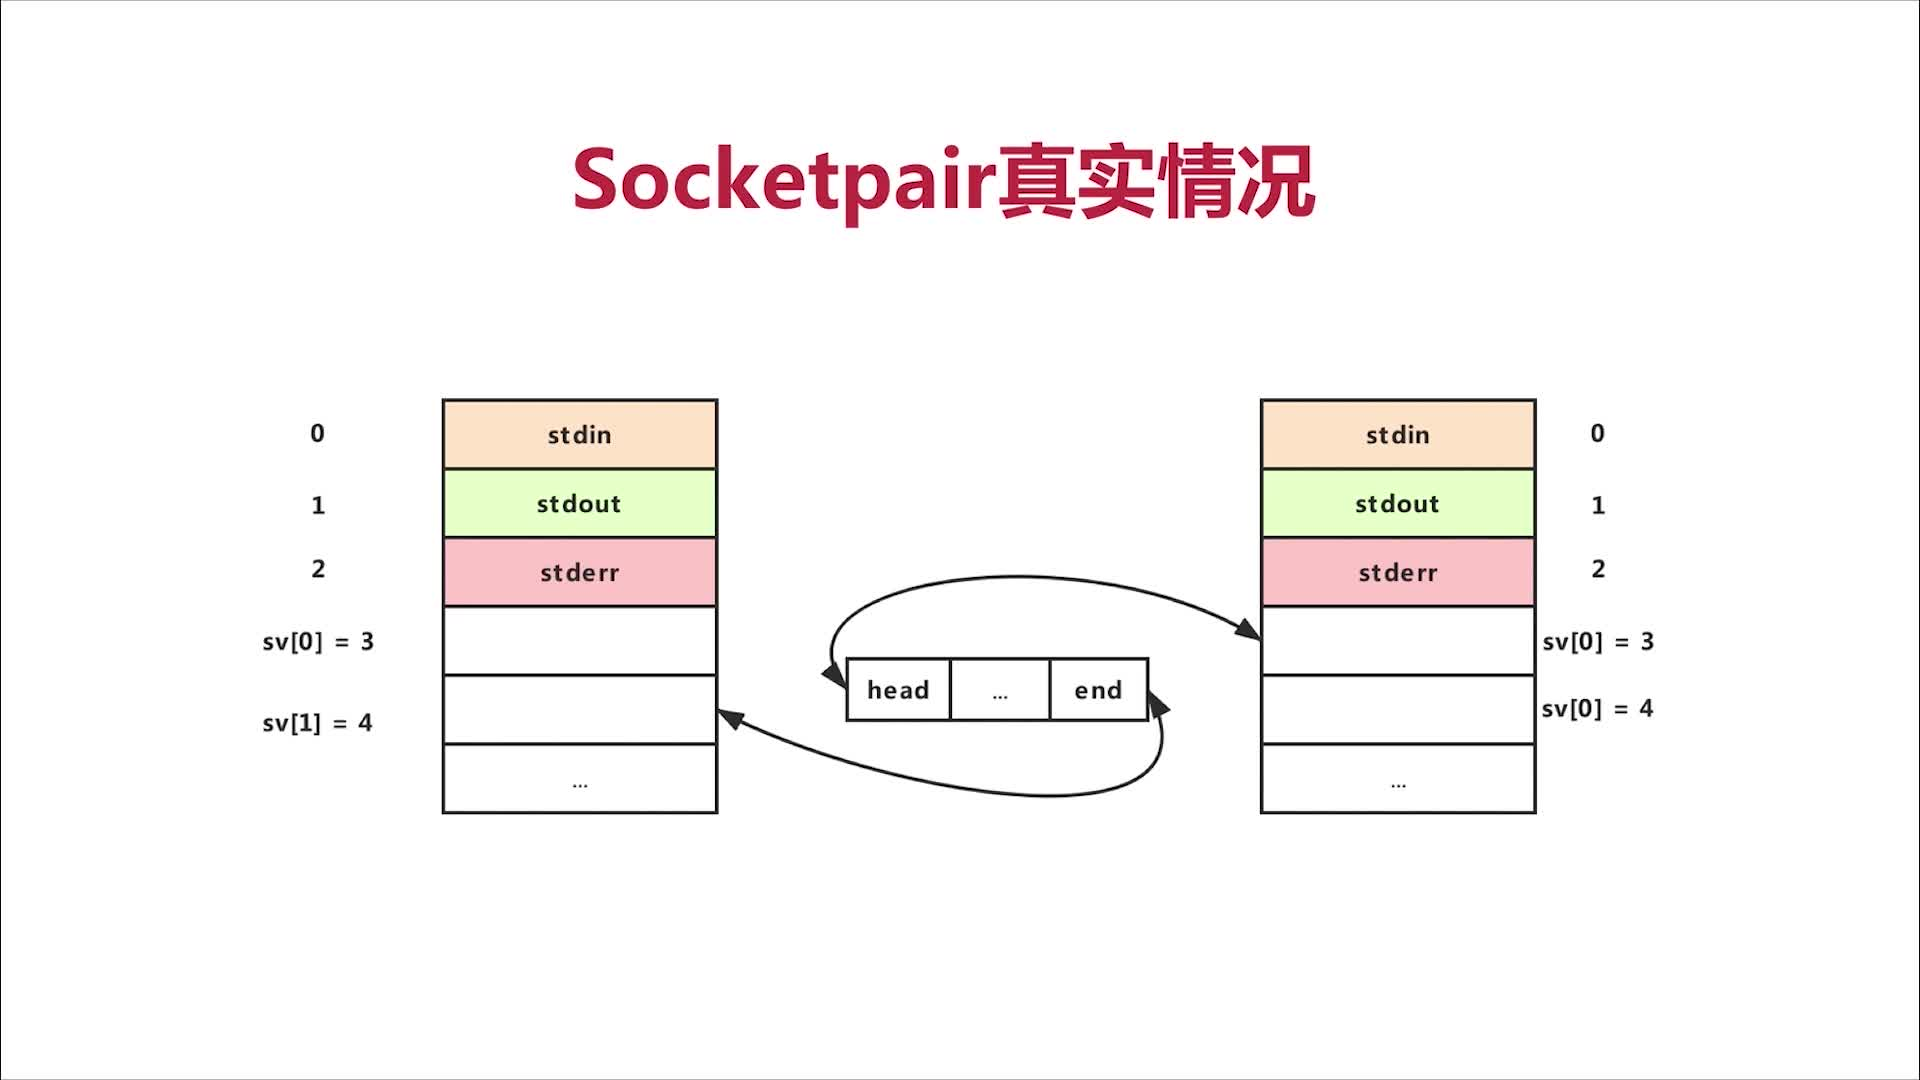 Socketpair真实情况
0
stdin
stdin
0
1
stdout
stdout
1
2
stderr
stderr
2
sv[0] = 3
sv[0] = 3
head
...
end
sv[1] = 4
sv[0] = 4
...
...